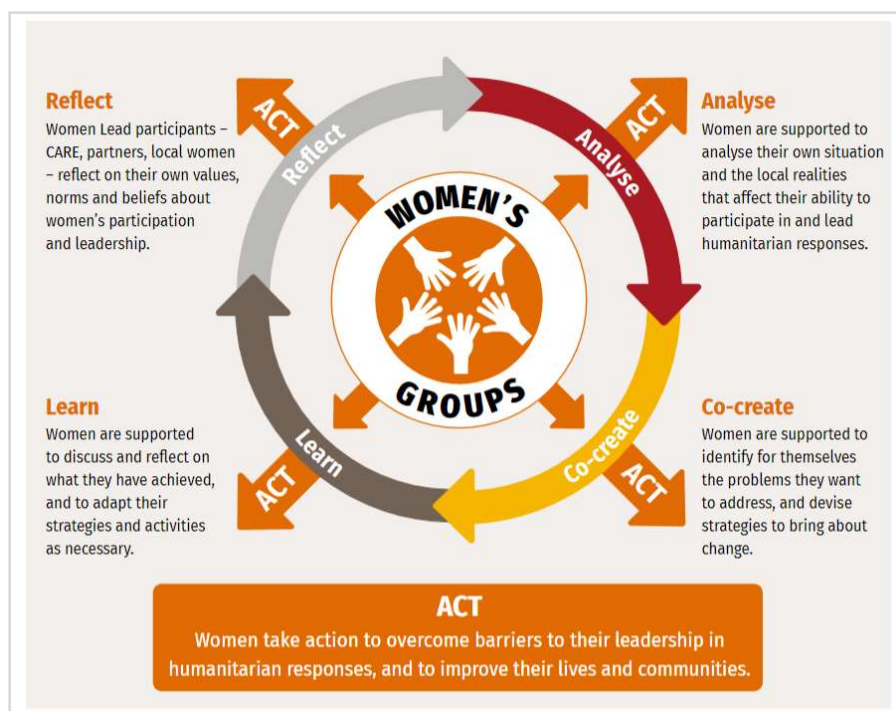 Reflect
Women Lead participants –
CARE, partners, local women
– reflect on their own values,
norms and beliefs about
women’s participation
and leadership.
ACT
Reflect
Analyse
ACT
Analyse
Women are supported to
analyse their own situation
and the local realities
that affect their ability to
participate in and lead
humanitarian responses.
WOMEN’S
GROUPS
Learn
Women are supported
to discuss and reflect on
what they have achieved,
and to adapt their
strategies and activities
as necessary.
ACT
Learn
Co-create
ACT
Co-create
Women are supported to
identify for themselves
the problems they want
to address, and devise
strategies to bring about
change.
ACT
Women take action to overcome barriers to their leadership in
humanitarian responses, and to improve their lives and communities.